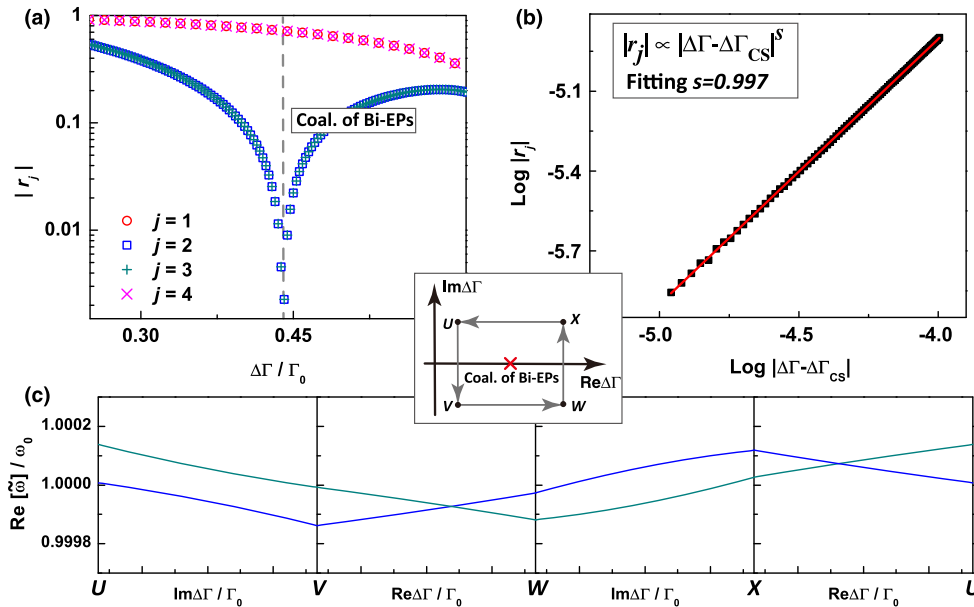 (a)
1
0.1
0.01
| r_j |
Coal. of Bi-EPs
j = 1
j = 2
j = 3
j = 4
0.30
0.45
ΔΓ / Γ_0
(b)
|r_j| ∝ |ΔΓ-ΔΓ_CS|^s
Fitting s=0.997
-5.1
-5.4
-5.7
Log |r_j|
-5.0
-4.5
-4.0
Log |ΔΓ-ΔΓ_CS|
ImΔΓ
U
X
Coal. of Bi-EPs
ReΔΓ
V
W
(c)
1.0002
1.0000
0.9998
Re [ω̃] / ω_0
U
ImΔΓ / Γ_0
V
ReΔΓ / Γ_0
W
ImΔΓ / Γ_0
X
ReΔΓ / Γ_0
U